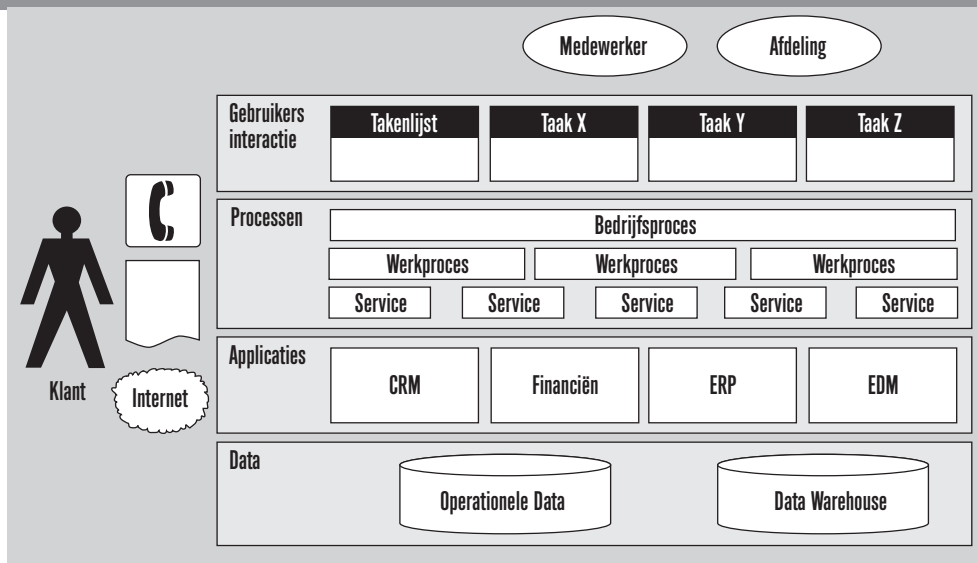 Medewerker
Afdeling
Gebruikers
interactie
Takenlijst
Taak X
Taak Y
Taak Z
Processen
Bedrijfsproces
Werkproces
Werkproces
Werkproces
Service
Service
Service
Service
Service
Klant
Internet
Applicaties
CRM
Financiën
ERP
EDM
Data
Operationele Data
Data Warehouse